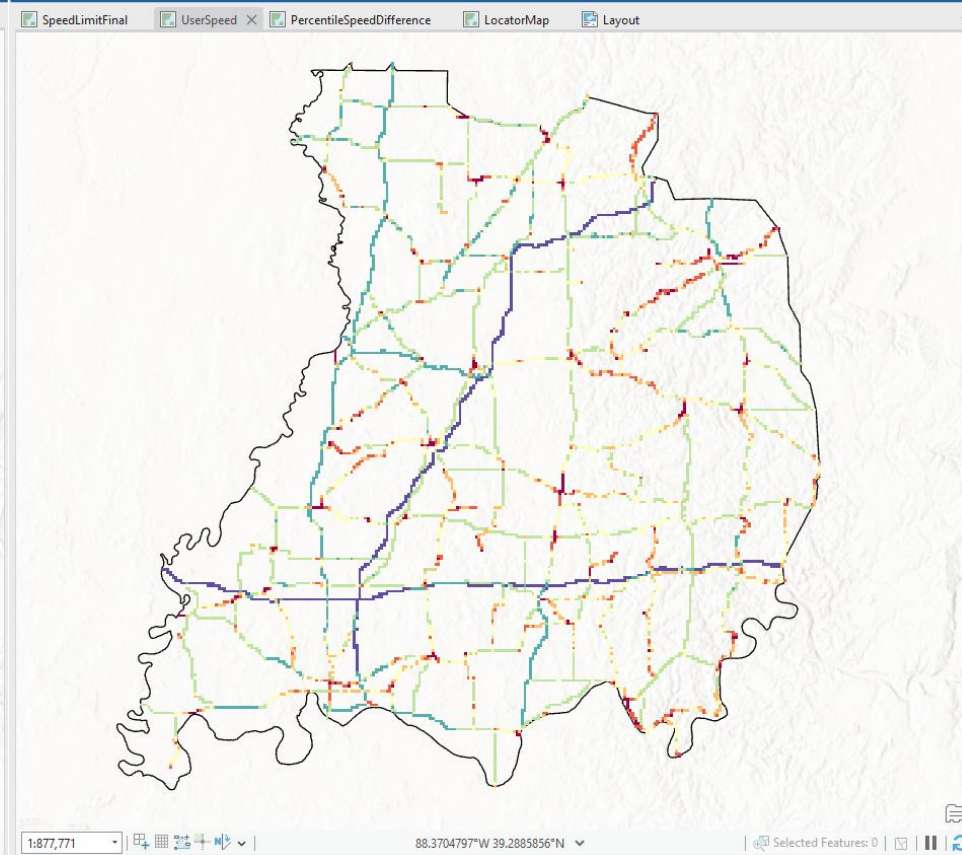 SpeedLimitFinal
UserSpeed
PercentileSpeedDifference
LocatorMap
Layout
1:877,771
88.3704797°W 39.2885856°N
Selected Features: 0